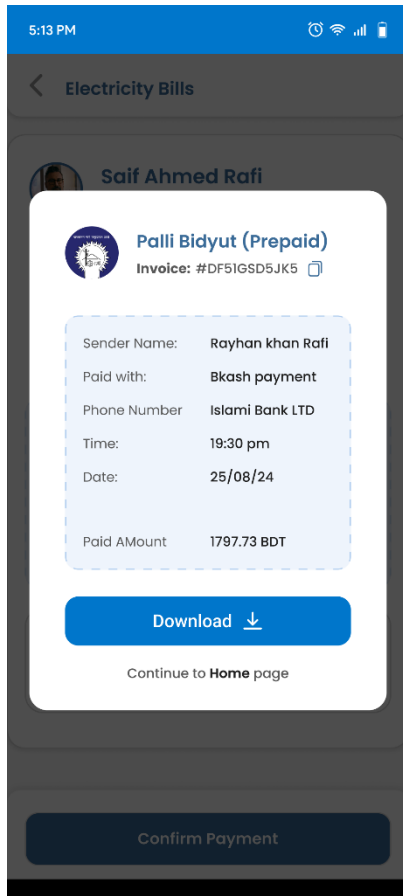 5:13 PM
Electricity Bills
Saif Ahmed Rafi
Palli Bidyut (Prepaid)
Invoice: #DF51GSD5JK5
Sender Name: Rayhan khan Rafi
Paid with: Bkash payment
Phone Number Islami Bank LTD
Time: 19:30 pm
Date: 25/08/24
Paid AMount 1797.73 BDT
Download
Continue to Home page
Confirm Payment